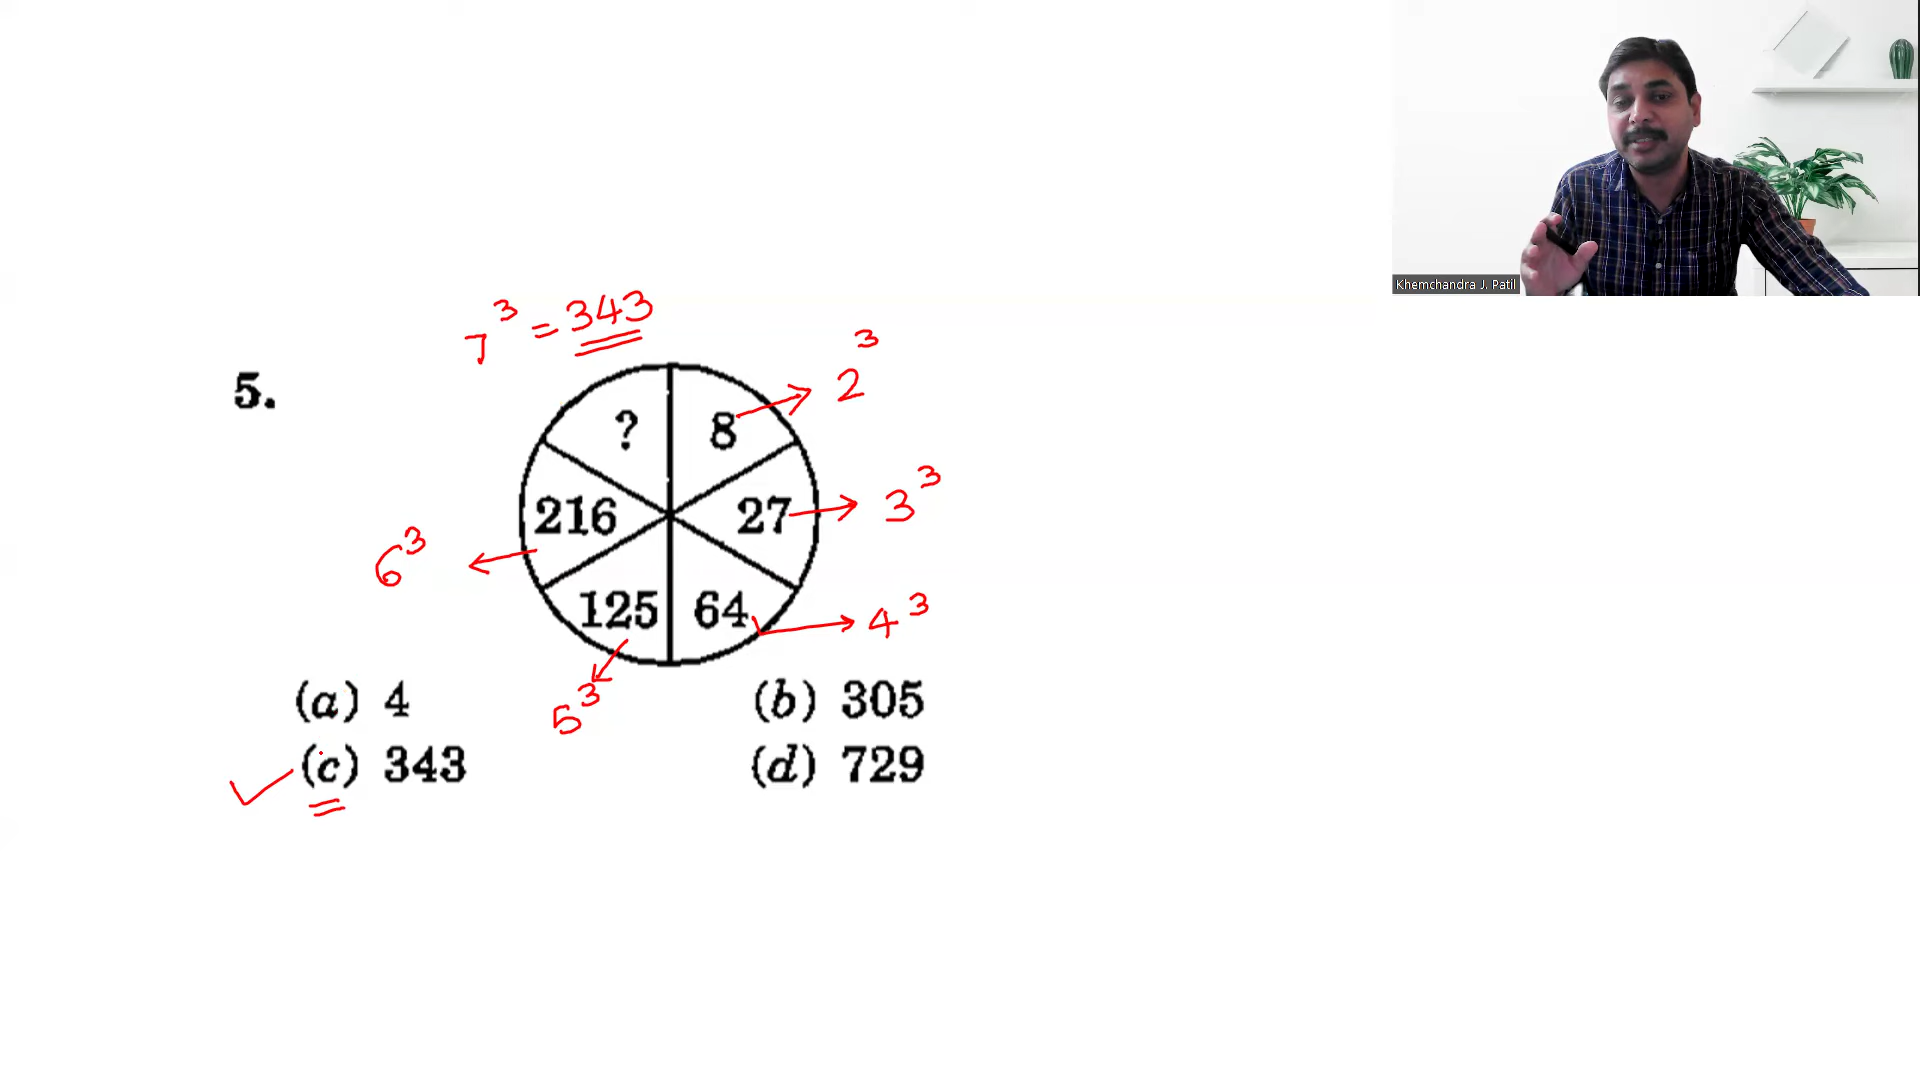 Khemchandra J. Patil
7³ = 343
2³
5.
? 8
3³
216 27
6³
125 64
4³
5³
(a) 4 (b) 305
(c) 343 (d) 729